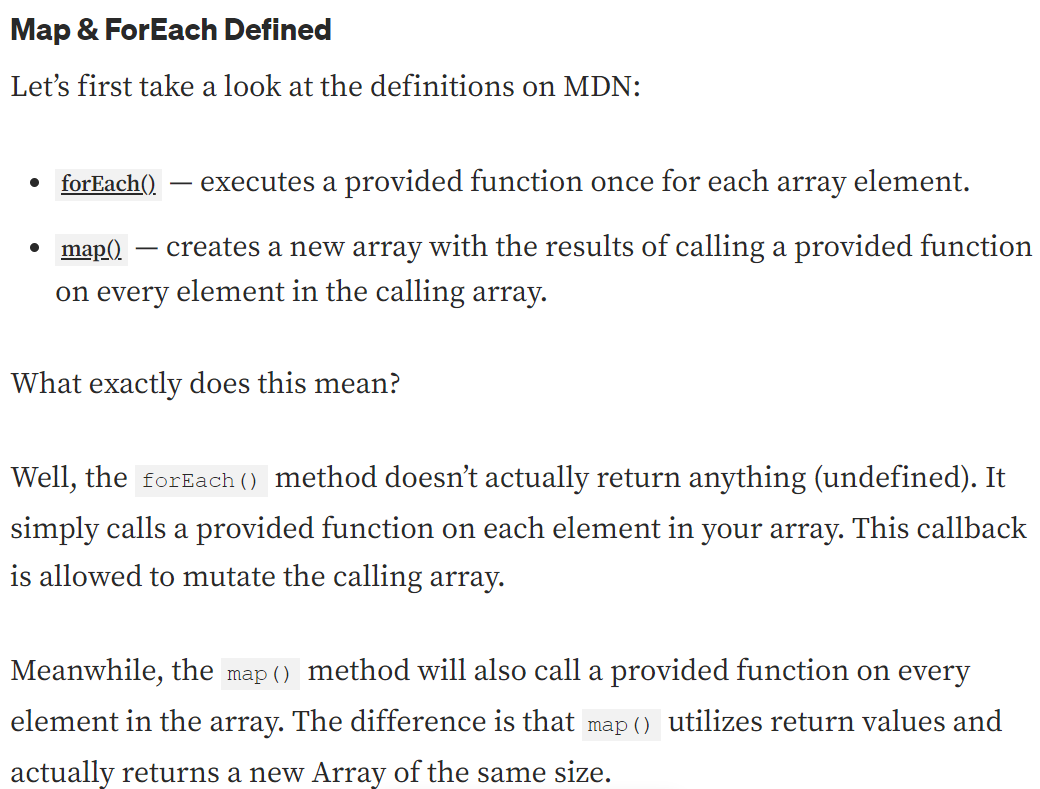 Map & ForEach Defined
Let’s first take a look at the definitions on MDN:
• forEach() — executes a provided function once for each array element.
• map() — creates a new array with the results of calling a provided function
on every element in the calling array.
What exactly does this mean?
Well, the forEach() method doesn’t actually return anything (undefined). It
simply calls a provided function on each element in your array. This callback
is allowed to mutate the calling array.
Meanwhile, the map() method will also call a provided function on every
element in the array. The difference is that map() utilizes return values and
actually returns a new Array of the same size.